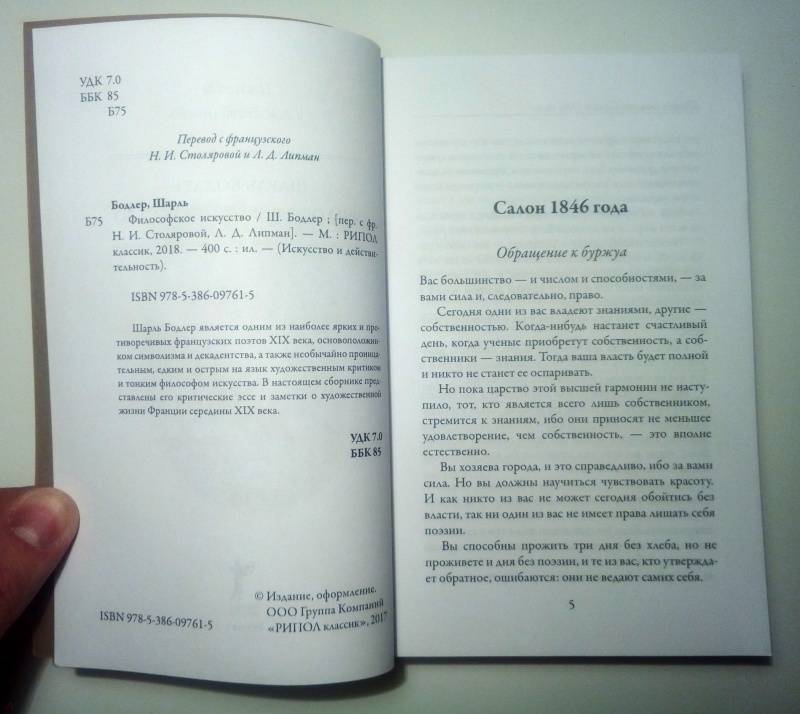 УДК 7.0
ББК 85
Б75
Перевод с французского
Н. И. Столяровой и Л. Д. Липман
Бодлер, Шарль
Б75 Философское искусство / Ш. Бодлер ; [пер. с фр.
Н. И. Столяровой, Л. Д. Липман]. — М. : РИПОЛ
классик, 2018. — 400 с. : ил. — (Искусство и действи-
тельность).
ISBN 978-5-386-09761-5
Шарль Бодлер является одним из наиболее ярких и про-
тиворечивых французских поэтов XIX века, основополож-
ником символизма и декадентства, а также необычайно проница-
тельным, едким и острым на язык художественным критиком
и тонким философом искусства. В настоящем сборнике пред-
ставлены его критические эссе и заметки о художественной
жизни Франции середины XIX века.
УДК 7.0
ББК 85
© Издание, оформление.
ООО Группа Компаний
«РИПОЛ классик», 2017
ISBN 978-5-386-09761-5
Салон 1846 года
Обращение к буржуа
Вас большинство — и числом и способностями, — за
вами сила и, следовательно, право.
Сегодня одни из вас владеют знаниями, другие —
собственностью. Когда-нибудь настанет счастливый
день, когда ученые приобретут собственность, а соб-
ственники — знания. Тогда ваша власть будет полной
и никто не станет ее оспаривать.
Но пока царство этой высшей гармонии не насту-
пило, тот, кто является всего лишь собственником,
стремится к знаниям, ибо они приносят не меньшее
удовлетворение, чем собственность, — это вполне
естественно.
Вы хозяева города, и это справедливо, ибо за вами
сила. Но вы должны научиться чувствовать красоту.
И как никто из вас не может сегодня обойтись без
власти, так ни один из вас не имеет права лишать себя
поэзии.
Вы способны прожить три дня без хлеба, но не
проживете и дня без поэзии, и те из вас, кто утвержда-
ет обратное, ошибаются: они не ведают самих себя.
5